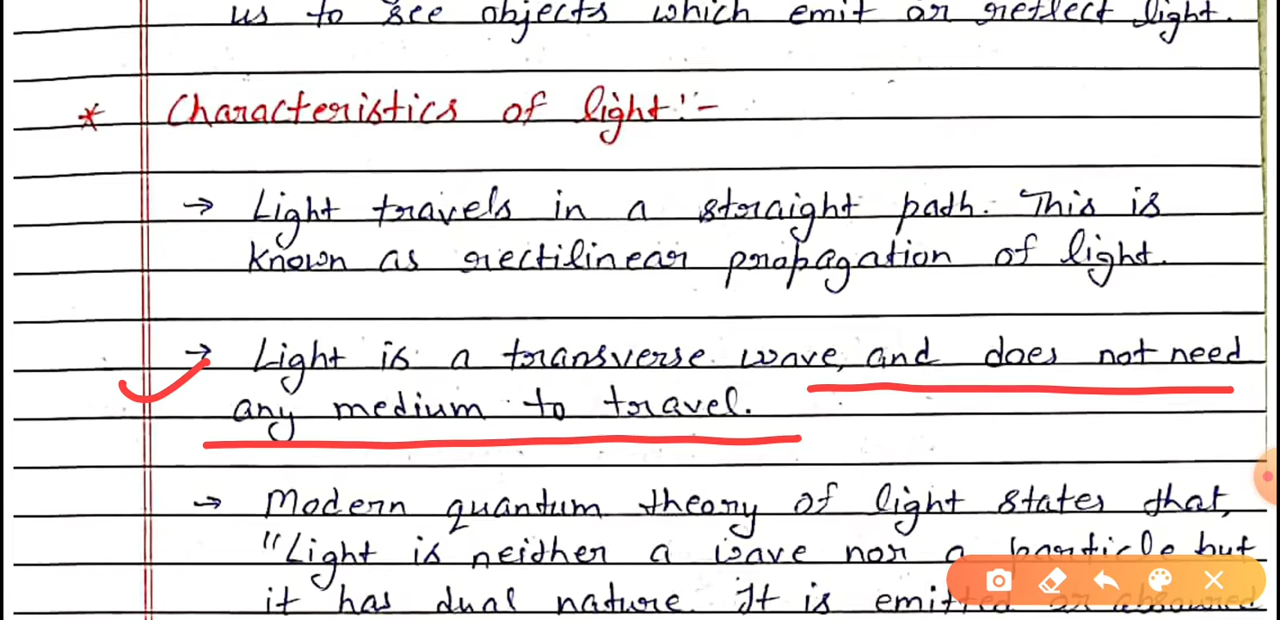 us to see objects which emit or reflect light.
* Characteristics of light:-
→ Light travels in a straight path. This is
known as rectilinear propagation of light.
→ Light is a transverse wave, and does not need
any medium to travel.
→ Modern quantum theory of light states that,
"Light is neither a wave nor a particle but
it has dual nature. It is emitted or absorbed